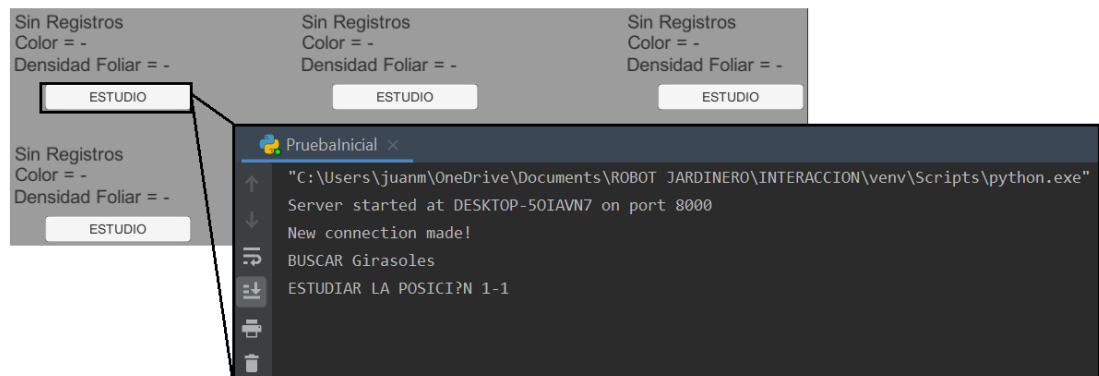 Sin Registros
Color = -
Densidad Foliar = -
ESTUDIO
Sin Registros
Color = -
Densidad Foliar = -
ESTUDIO
Sin Registros
Color = -
Densidad Foliar = -
ESTUDIO
Sin Registros
Color = -
Densidad Foliar = -
ESTUDIO
PruebaInicial
"C:\Users\juanm\OneDrive\Documents\ROBOT JARDINERO\INTERACCION\venv\Scripts\python.exe"
Server started at DESKTOP-5OIAVN7 on port 8000
New connection made!
BUSCAR Girasoles
ESTUDIAR LA POSICI?N 1-1